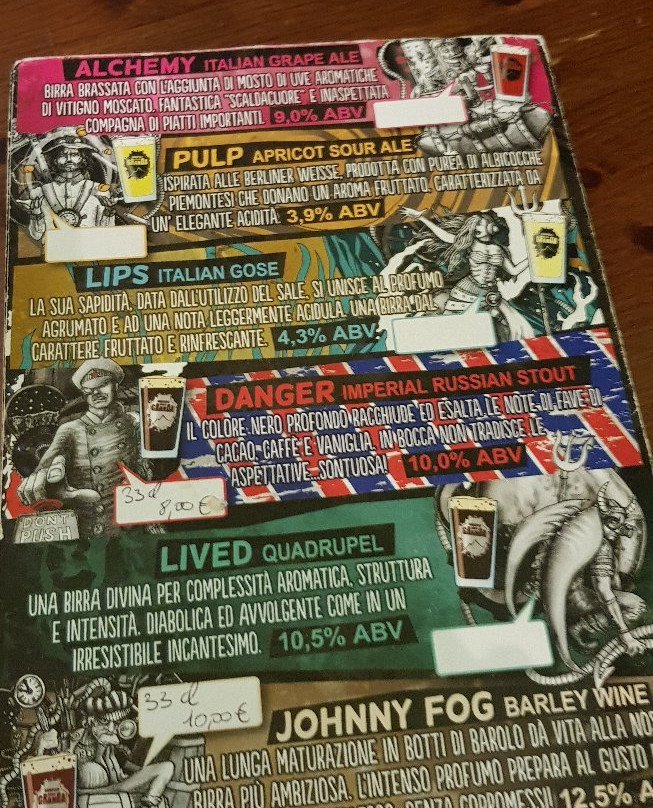 ALCHEMY ITALIAN GRAPE ALE
BIRRA BRASSATA CON L'AGGIUNTA DI MOSTO DI UVE AROMATICHE
DI VITIGNO MOSCATO. FANTASTICA "SCALDACUORE" E INASPETTATA
COMPAGNA DI PIATTI IMPORTANTI. 9,0% ABV
PULP APRICOT SOUR ALE
ISPIRATA ALLE BERLINER WEISSE, PRODOTTA CON PUREA DI ALBICOCCHE
PIEMONTESI CHE DONANO UN AROMA FRUTTATO. CARATTERIZZATA DA
UN' ELEGANTE ACIDITÀ. 3,9% ABV
LIPS ITALIAN GOSE
LA SUA SAPIDITÀ, DATA DALL'UTILIZZO DEL SALE, SI UNISCE AL PROFUMO
AGRUMATO E AD UNA NOTA LEGGERMENTE ACIDULA. UNA BIRRA DAL
CARATTERE FRUTTATO E RINFRESCANTE. 4,3% ABV
DANGER IMPERIAL RUSSIAN STOUT
IL COLORE NERO PROFONDO RACCHIUDE ED ESALTA LE NOTE DI FAVE DI
CACAO, CAFFÈ E VANIGLIA. IN BOCCA NON TRADISCE LE
ASPETTATIVE...SONTUOSA! 10,0% ABV
33 cl
8,00 €
DON'T
PUSH
LIVED QUADRUPEL
UNA BIRRA DIVINA PER COMPLESSITÀ AROMATICA, STRUTTURA
E INTENSITÀ. DIABOLICA ED AVVOLGENTE COME IN UN
IRRESISTIBILE INCANTESIMO. 10,5% ABV
33 cl
10,00 €
JOHNNY FOG BARLEY WINE
UNA LUNGA MATURAZIONE IN BOTTI DI BAROLO DÀ VITA ALLA
BIRRA PIÙ AMBIZIOSA. L'INTENSO PROFUMO PREPARA AL GUSTO
SENZA COMPROMESSI. 12,5%